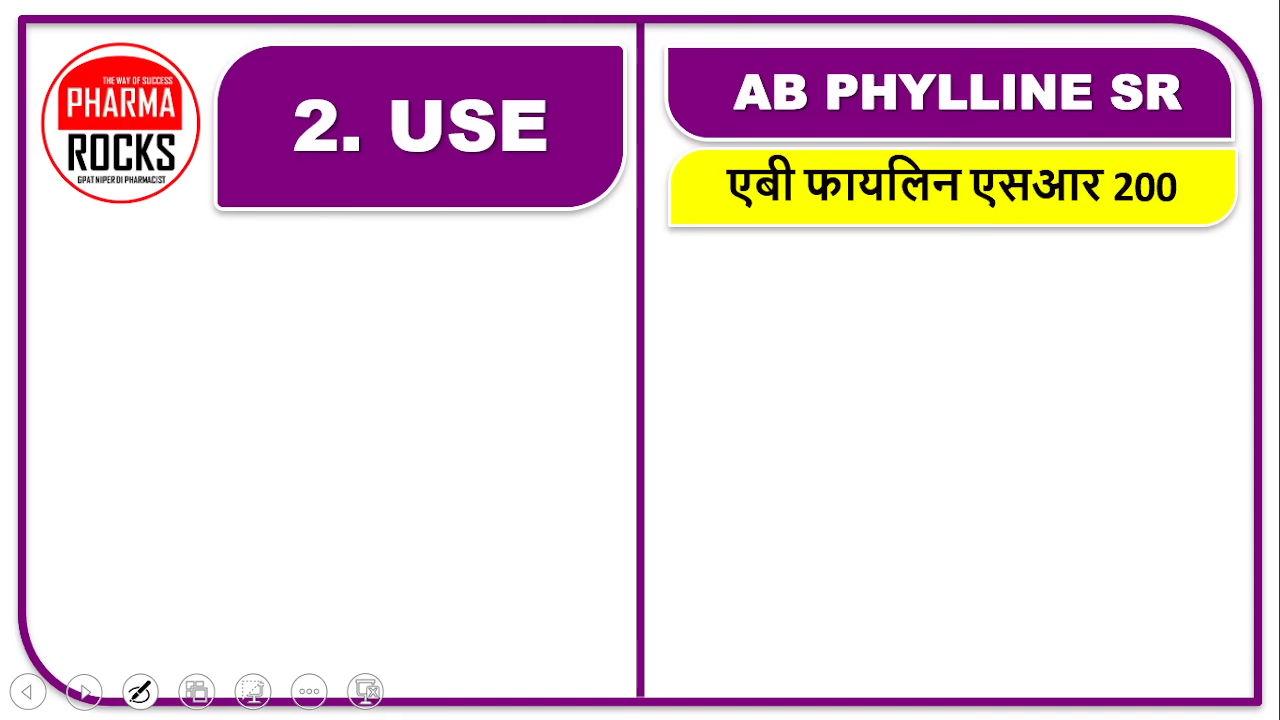 THE WAY OF SUCCESS
PHARMA
ROCKS
GPAT NIPER DI PHARMACIST
2. USE
AB PHYLLINE SR
एबी फायलिन एसआर 200